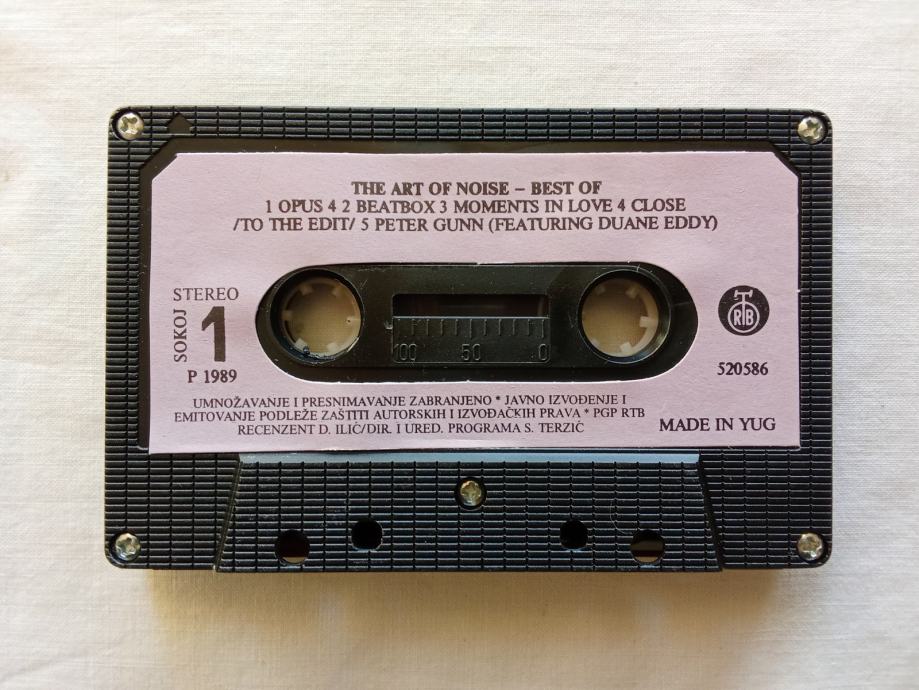 THE ART OF NOISE – BEST OF
1 OPUS 4 2 BEATBOX 3 MOMENTS IN LOVE 4 CLOSE
/TO THE EDIT/ 5 PETER GUNN (FEATURING DUANE EDDY)
STEREO
SOKOJ
1
P 1989
100 50 0
RTB
520586
UMNOŽAVANJE I PRESNIMAVANJE ZABRANJENO * JAVNO IZVOĐENJE I
EMITOVANJE PODLEŽE ZAŠTITI AUTORSKIH I IZVOĐAČKIH PRAVA * PGP RTB
RECENZENT D. ILIĆ/DIR. I URED. PROGRAMA S. TERZIĆ
MADE IN YUG